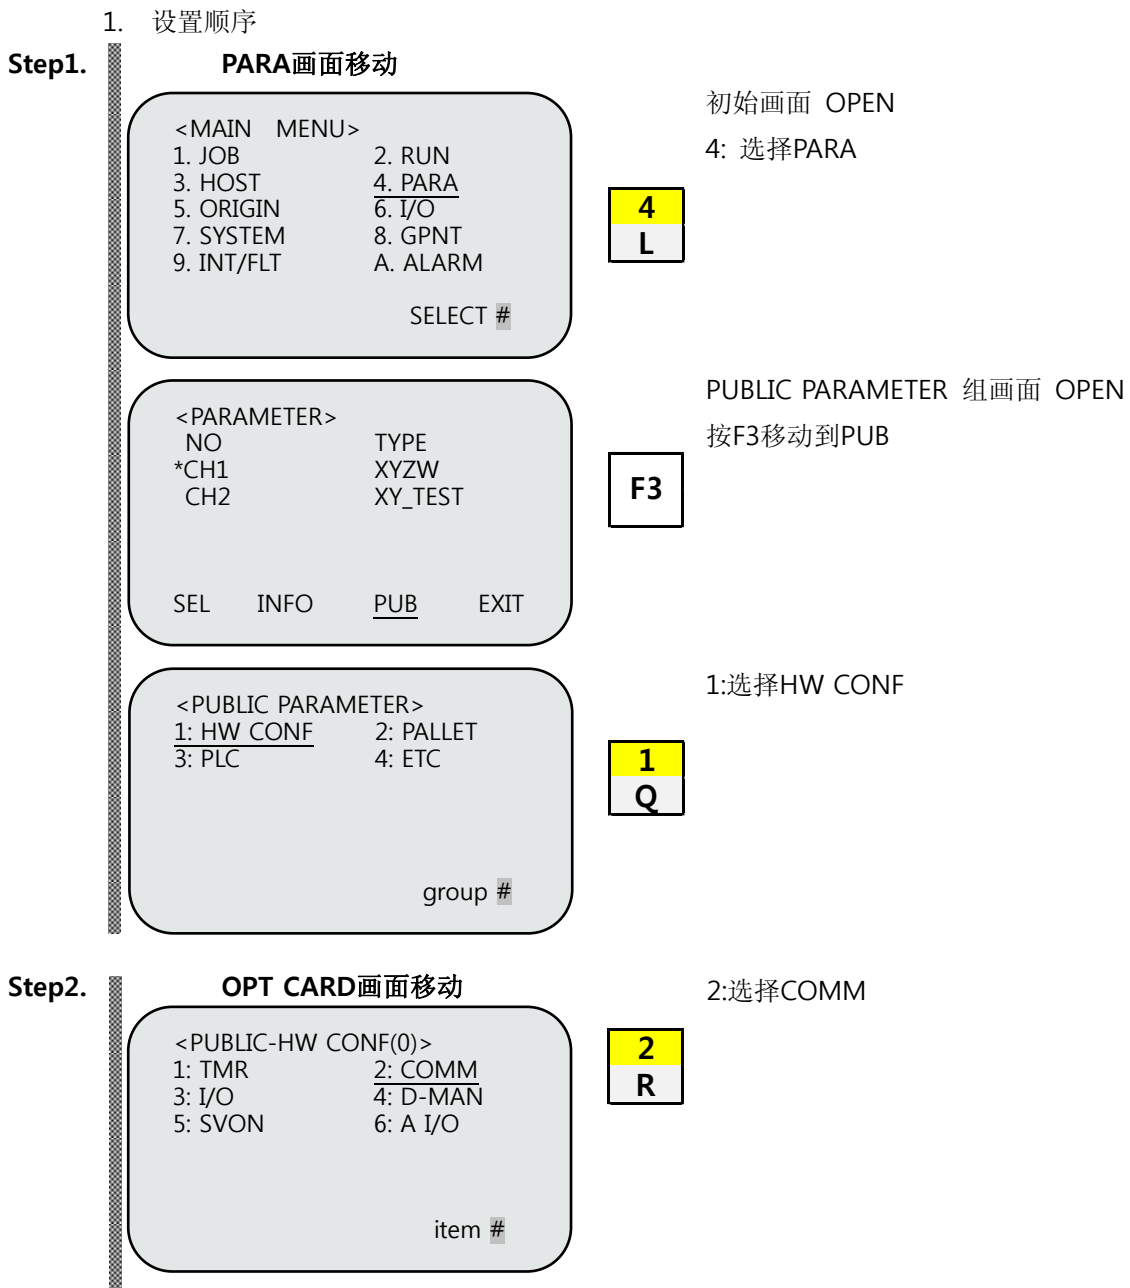 1. 设置顺序
Step1. PARA画面移动
初始画面 OPEN
4: 选择PARA
<MAIN MENU>
1. JOB 2. RUN
3. HOST 4. PARA
5. ORIGIN 6. I/O
7. SYSTEM 8. GPNT
9. INT/FLT A. ALARM
SELECT #
4
L
PUBLIC PARAMETER 组画面 OPEN
按F3移动到PUB
<PARAMETER>
NO TYPE
*CH1 XYZW
CH2 XY_TEST
SEL INFO PUB EXIT
F3
1:选择HW CONF
<PUBLIC PARAMETER>
1: HW CONF 2: PALLET
3: PLC 4: ETC
group #
1
Q
Step2. OPT CARD画面移动
2:选择COMM
<PUBLIC-HW CONF(0)>
1: TMR 2: COMM
3: I/O 4: D-MAN
5: SVON 6: A I/O
item #
2
R